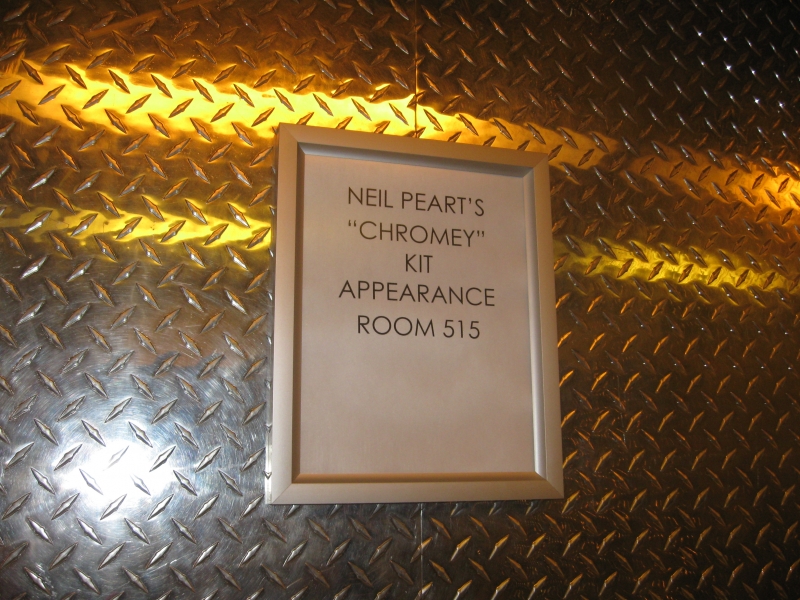 NEIL PEART'S
"CHROMEY"
KIT
APPEARANCE
ROOM 515